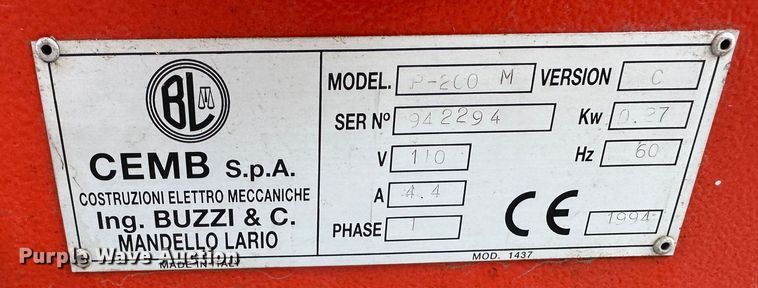 BL
CEMB S.p.A.
COSTRUZIONI ELETTRO MECCANICHE
Ing. BUZZI & C.
MANDELLO LARIO
MADE IN ITALY
MODEL. P-200 M VERSION C
SER Nº 942294 Kw 0.27
V 110 Hz 60
A 4.4
PHASE 1 CE 1994
MOD. 1437
Purple Wave Auction